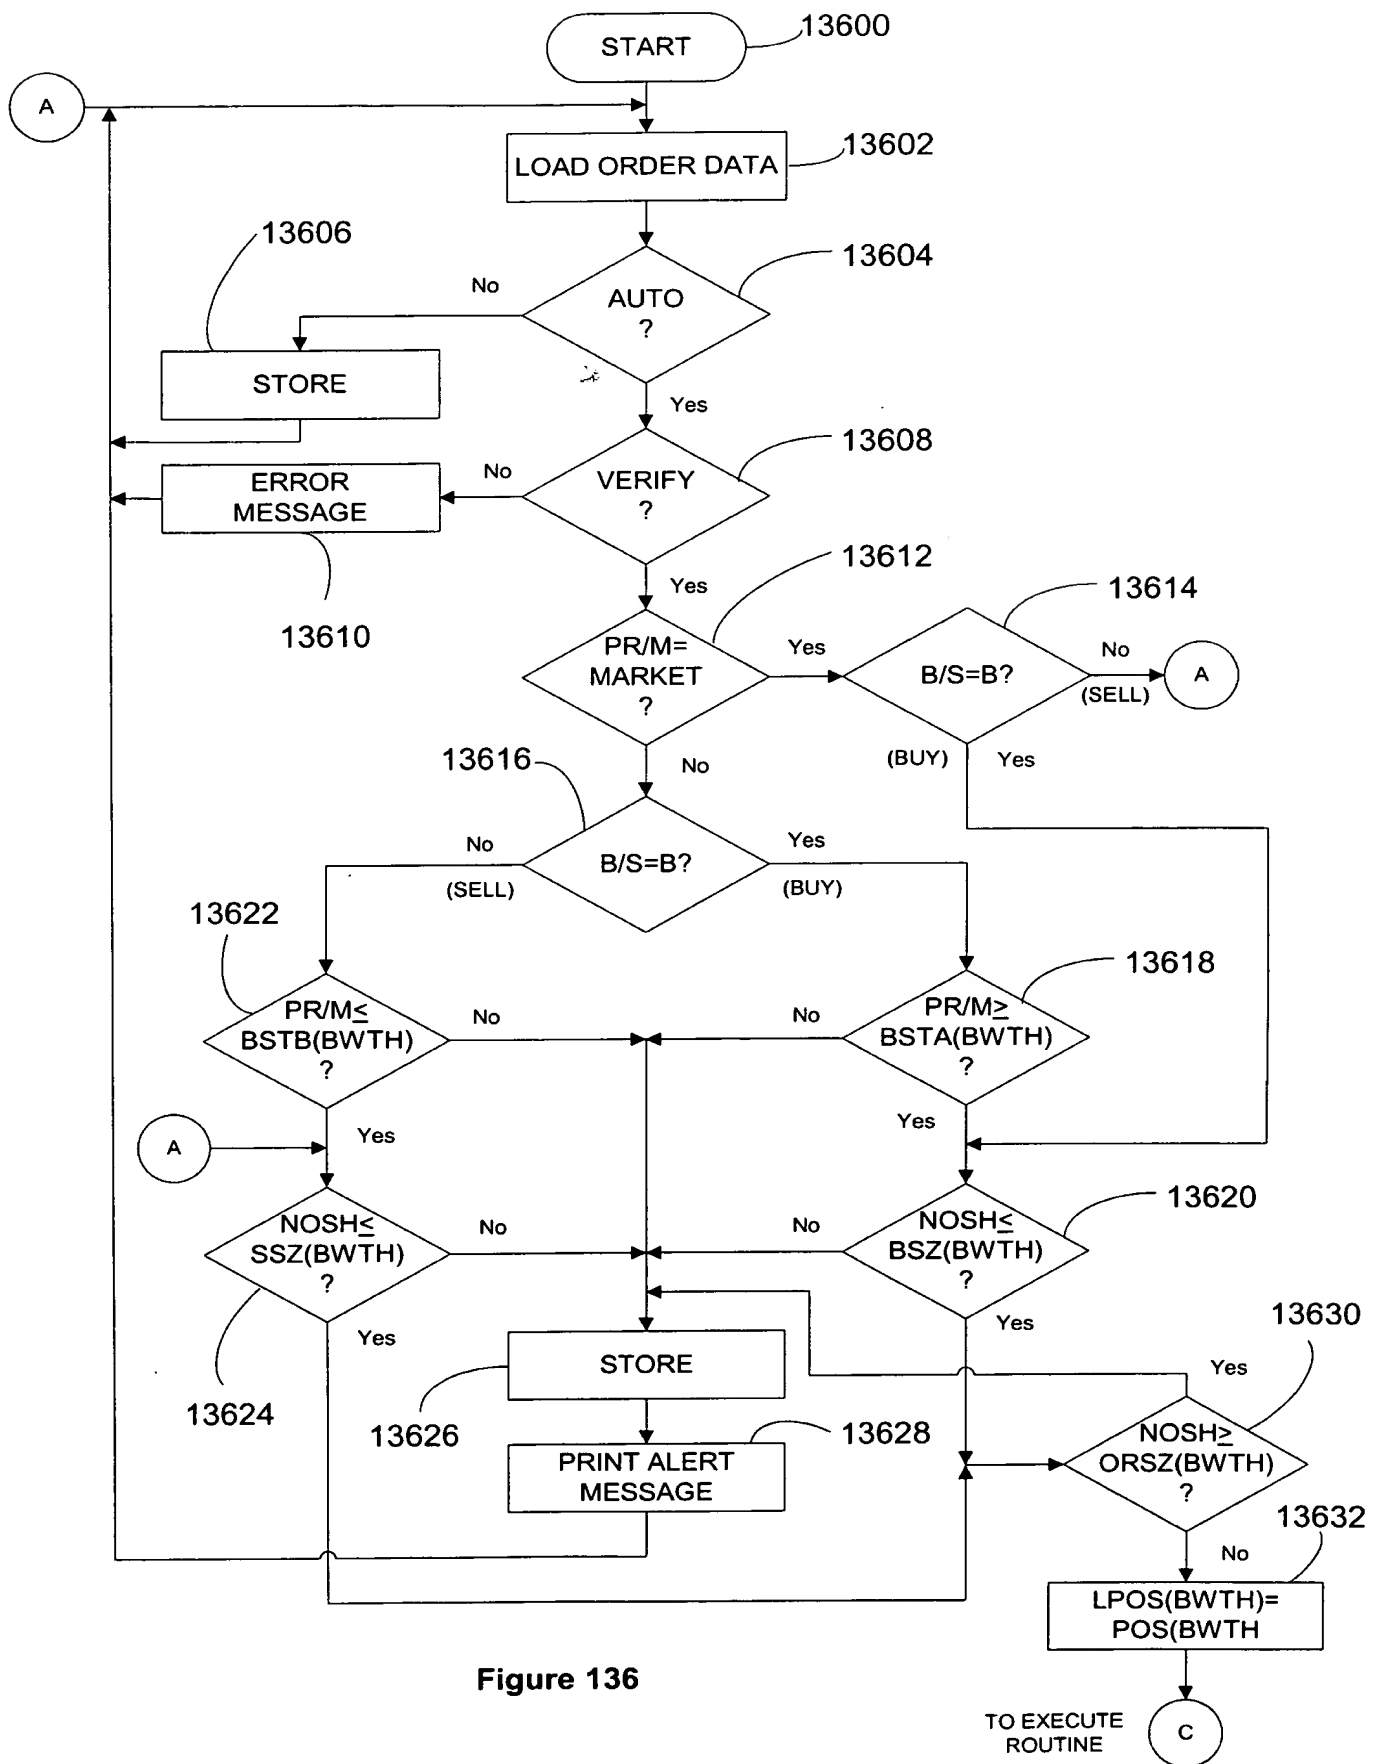 START
13600
A
LOAD ORDER DATA
13602
13606
13604
No
AUTO
?
STORE
Yes
13608
No
VERIFY
?
ERROR
MESSAGE
13610
Yes
13612
13614
PR/M=
MARKET
?
Yes
B/S=B?
No
(SELL)
A
13616
No
(BUY)
Yes
No
(SELL)
B/S=B?
Yes
(BUY)
13622
13618
PR/M≤
BSTB(BWTH)
?
No
No
PR/M≥
BSTA(BWTH)
?
A
Yes
Yes
13620
NOSH≤
SSZ(BWTH)
?
No
No
NOSH≤
BSZ(BWTH)
?
Yes
Yes
13630
13624
STORE
13626
Yes
13628
PRINT ALERT
MESSAGE
NOSH≥
ORSZ(BWTH)
?
13632
No
LPOS(BWTH)=
POS(BWTH
Figure 136
TO EXECUTE
ROUTINE
C